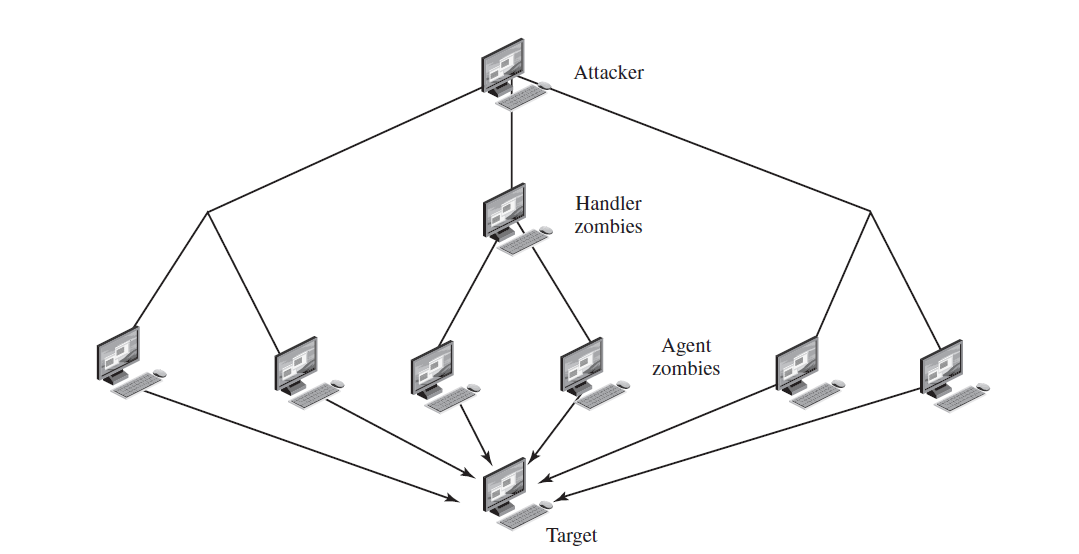 Attacker
Handler
zombies
Agent
zombies
Target